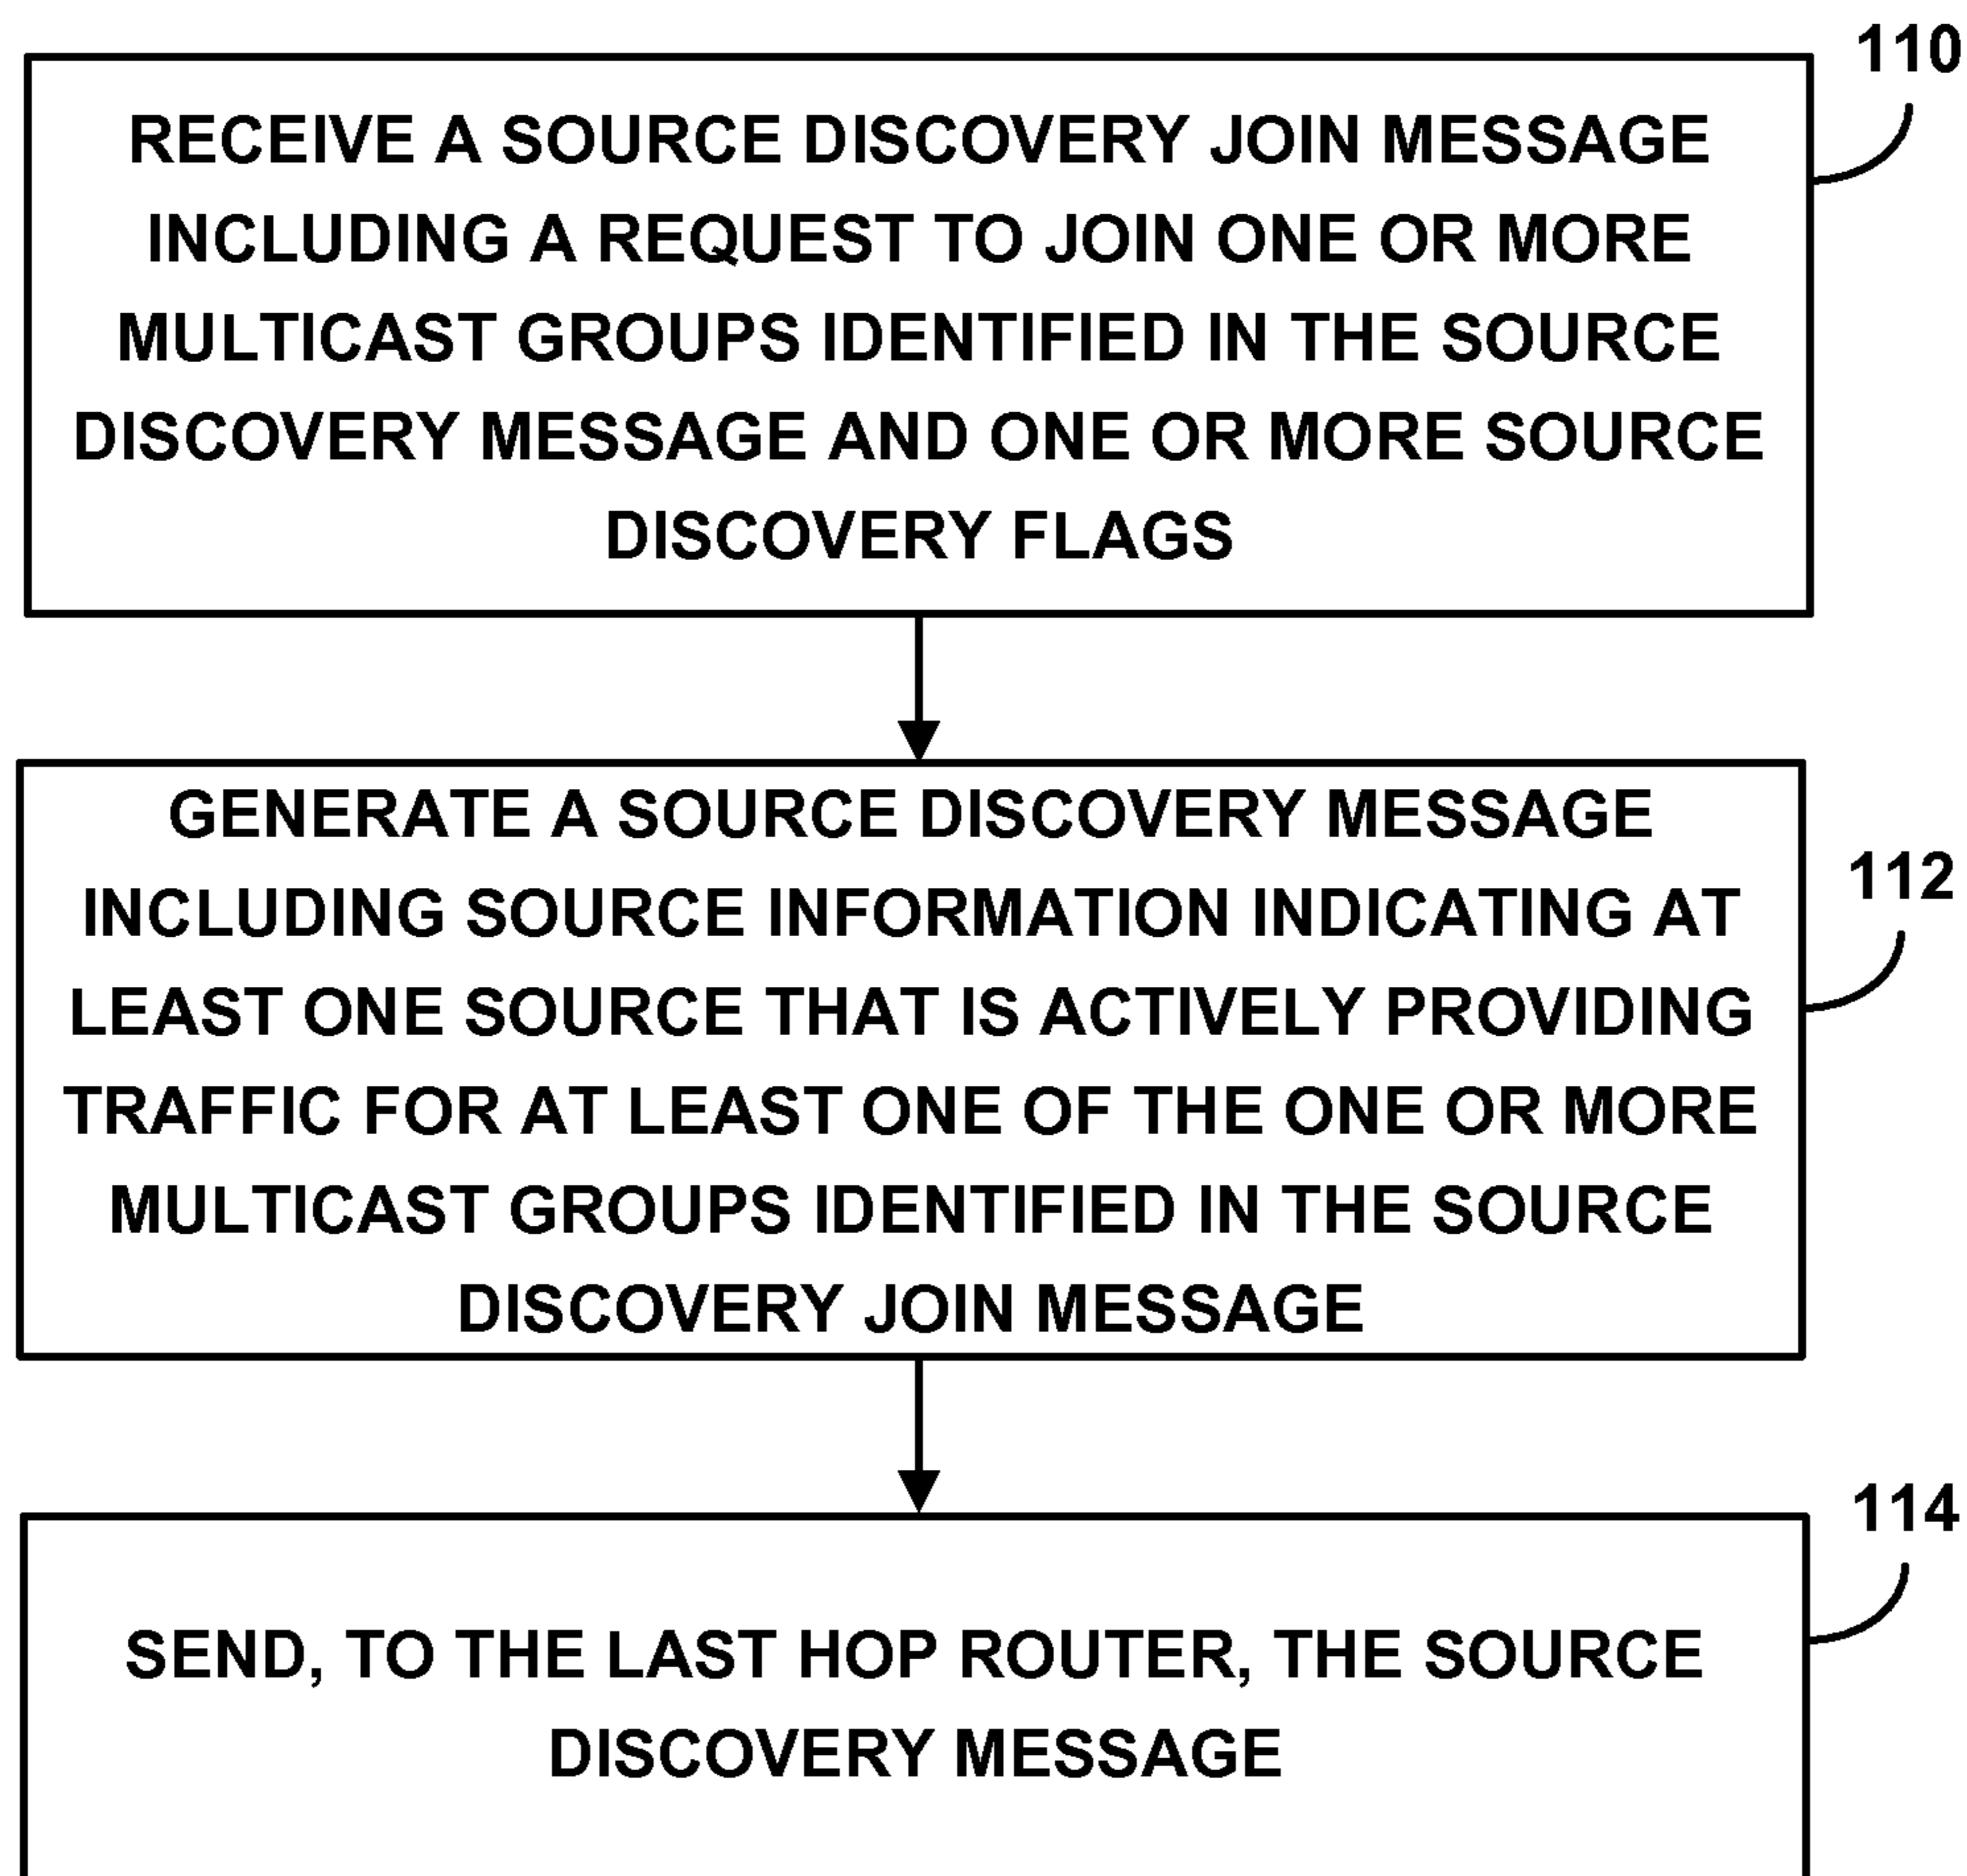 110
RECEIVE A SOURCE DISCOVERY JOIN MESSAGE
INCLUDING A REQUEST TO JOIN ONE OR MORE
MULTICAST GROUPS IDENTIFIED IN THE SOURCE
DISCOVERY MESSAGE AND ONE OR MORE SOURCE
DISCOVERY FLAGS
GENERATE A SOURCE DISCOVERY MESSAGE
112
INCLUDING SOURCE INFORMATION INDICATING AT
LEAST ONE SOURCE THAT IS ACTIVELY PROVIDING
TRAFFIC FOR AT LEAST ONE OF THE ONE OR MORE
MULTICAST GROUPS IDENTIFIED IN THE SOURCE
DISCOVERY JOIN MESSAGE
114
SEND, TO THE LAST HOP ROUTER, THE SOURCE
DISCOVERY MESSAGE